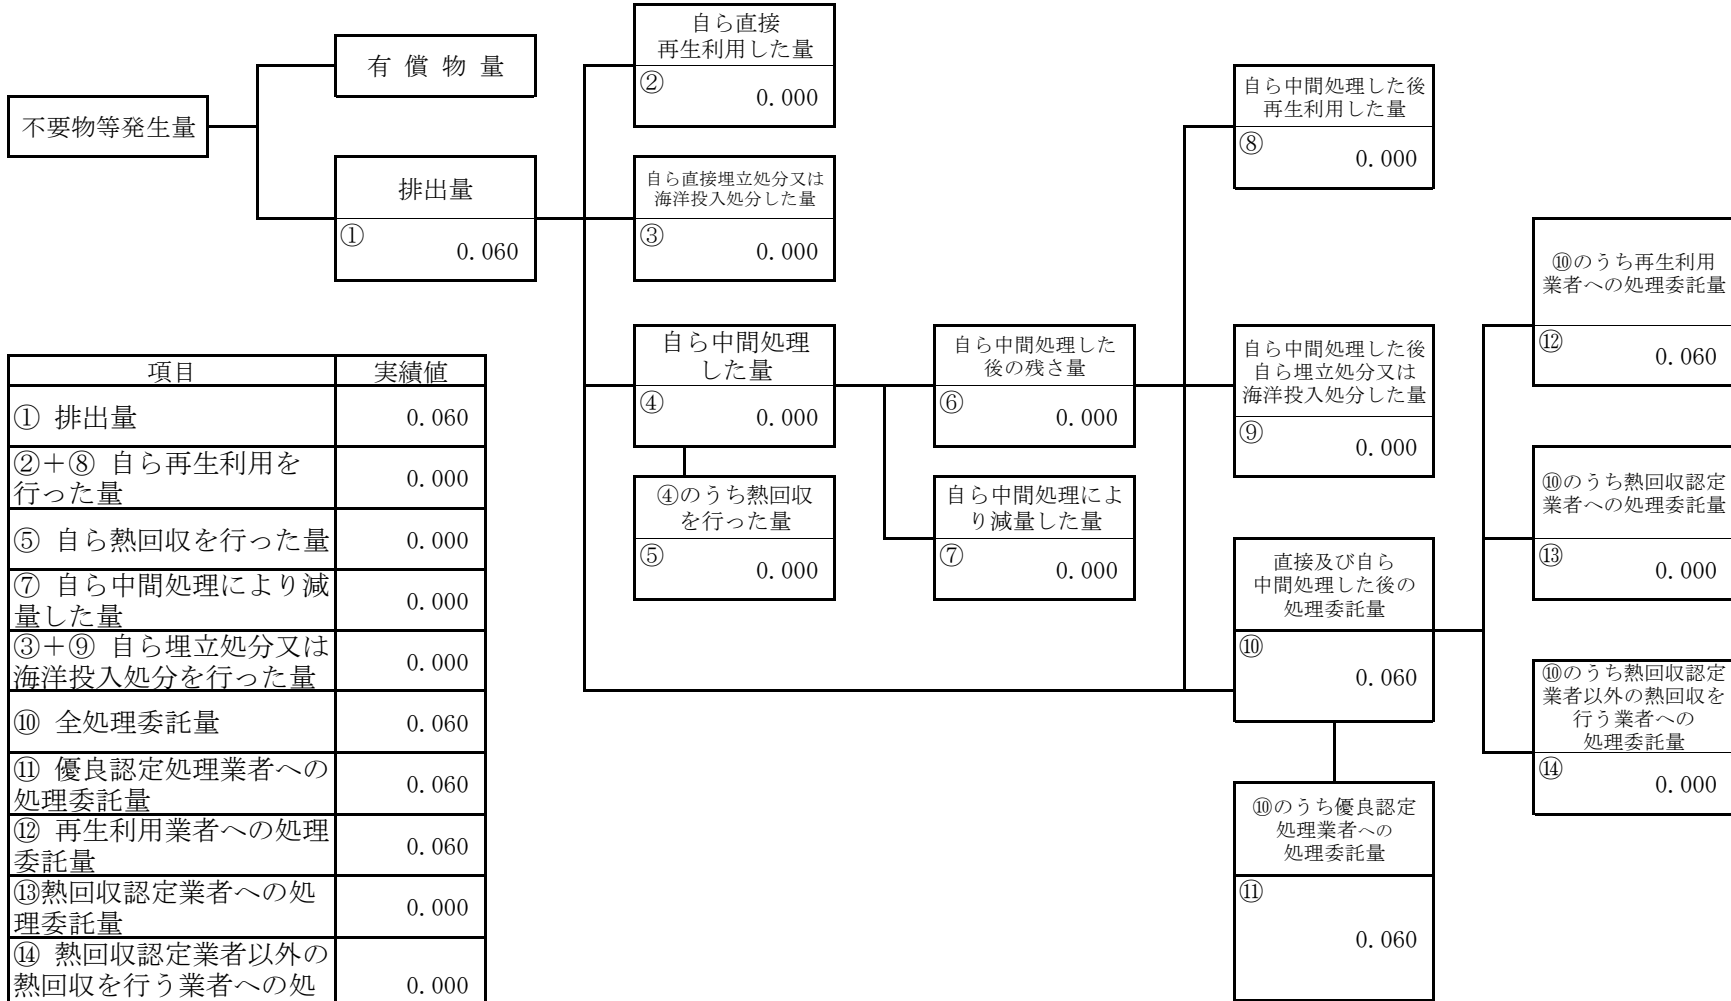 不要物等発生量
有 償 物 量
排出量
①
0.060
自ら直接
再生利用した量
②
0.000
自ら直接埋立処分又は
海洋投入処分した量
③
0.000
自ら中間処理
した量
④
0.000
④のうち熱回収
を行った量
⑤
0.000
自ら中間処理した
後の残さ量
⑥
0.000
自ら中間処理によ
り減量した量
⑦
0.000
自ら中間処理した後
再生利用した量
⑧
0.000
自ら中間処理した後
自ら埋立処分又は
海洋投入処分した量
⑨
0.000
直接及び自ら
中間処理した後の
処理委託量
⑩
0.060
⑩のうち優良認定
処理業者への
処理委託量
⑪
0.060
⑩のうち再生利用
業者への処理委託量
⑫
0.060
⑩のうち熱回収認定
業者への処理委託量
⑬
0.000
⑩のうち熱回収認定
業者以外の熱回収を
行う業者への
処理委託量
⑭
0.000
項目 実績値
① 排出量 0.060
②＋⑧ 自ら再生利用を
行った量 0.000
⑤ 自ら熱回収を行った量 0.000
⑦ 自ら中間処理により減
量した量 0.000
③＋⑨ 自ら埋立処分又は
海洋投入処分を行った量 0.000
⑩ 全処理委託量 0.060
⑪ 優良認定処理業者への
処理委託量 0.060
⑫ 再生利用業者への処理
委託量 0.060
⑬熱回収認定業者への処
理委託量 0.000
⑭ 熱回収認定業者以外の
熱回収を行う業者への処 0.000